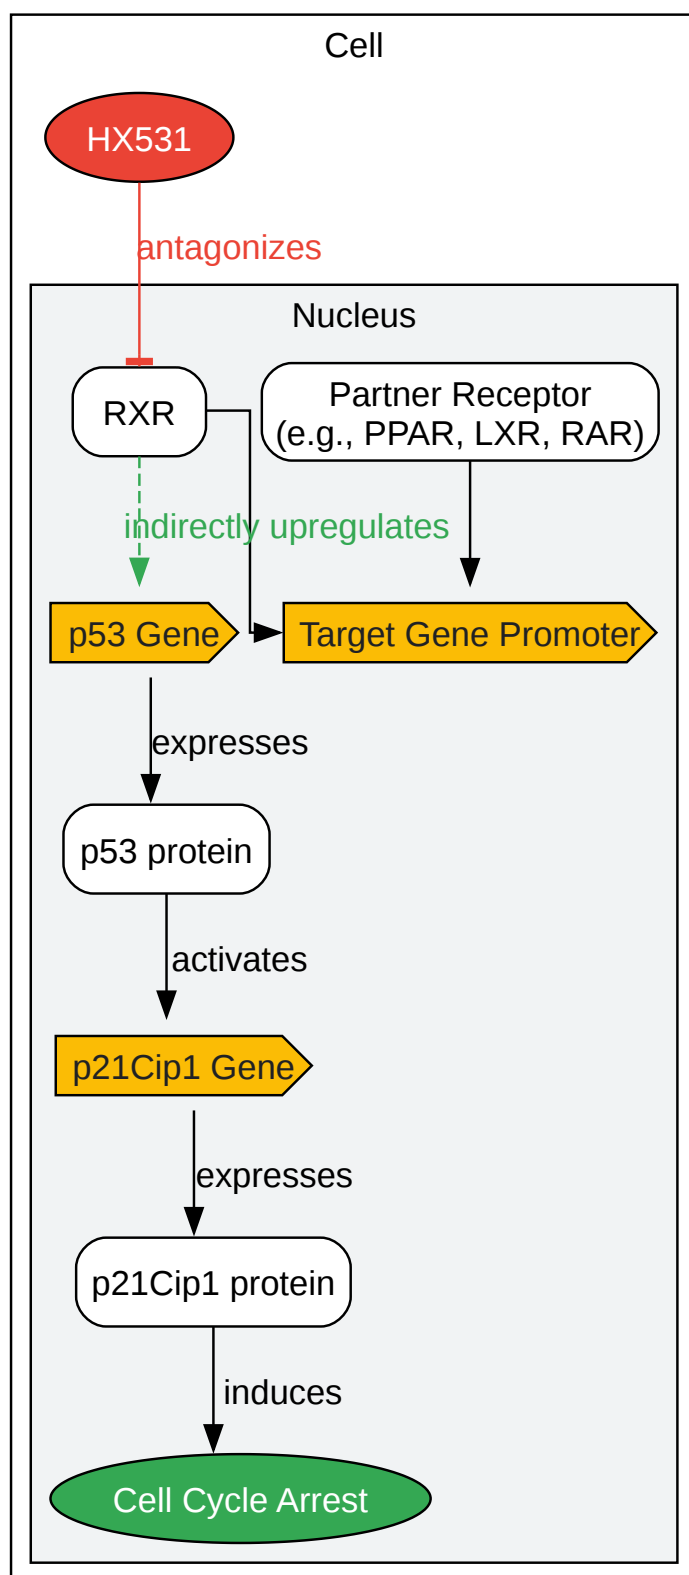 Cell
HX531
antagonizes
Nucleus
RXR
Partner Receptor
(e.g., PPAR, LXR, RAR)
indirectly upregulates
p53 Gene
Target Gene Promoter
expresses
p53 protein
activates
p21Cip1 Gene
expresses
p21Cip1 protein
induces
Cell Cycle Arrest